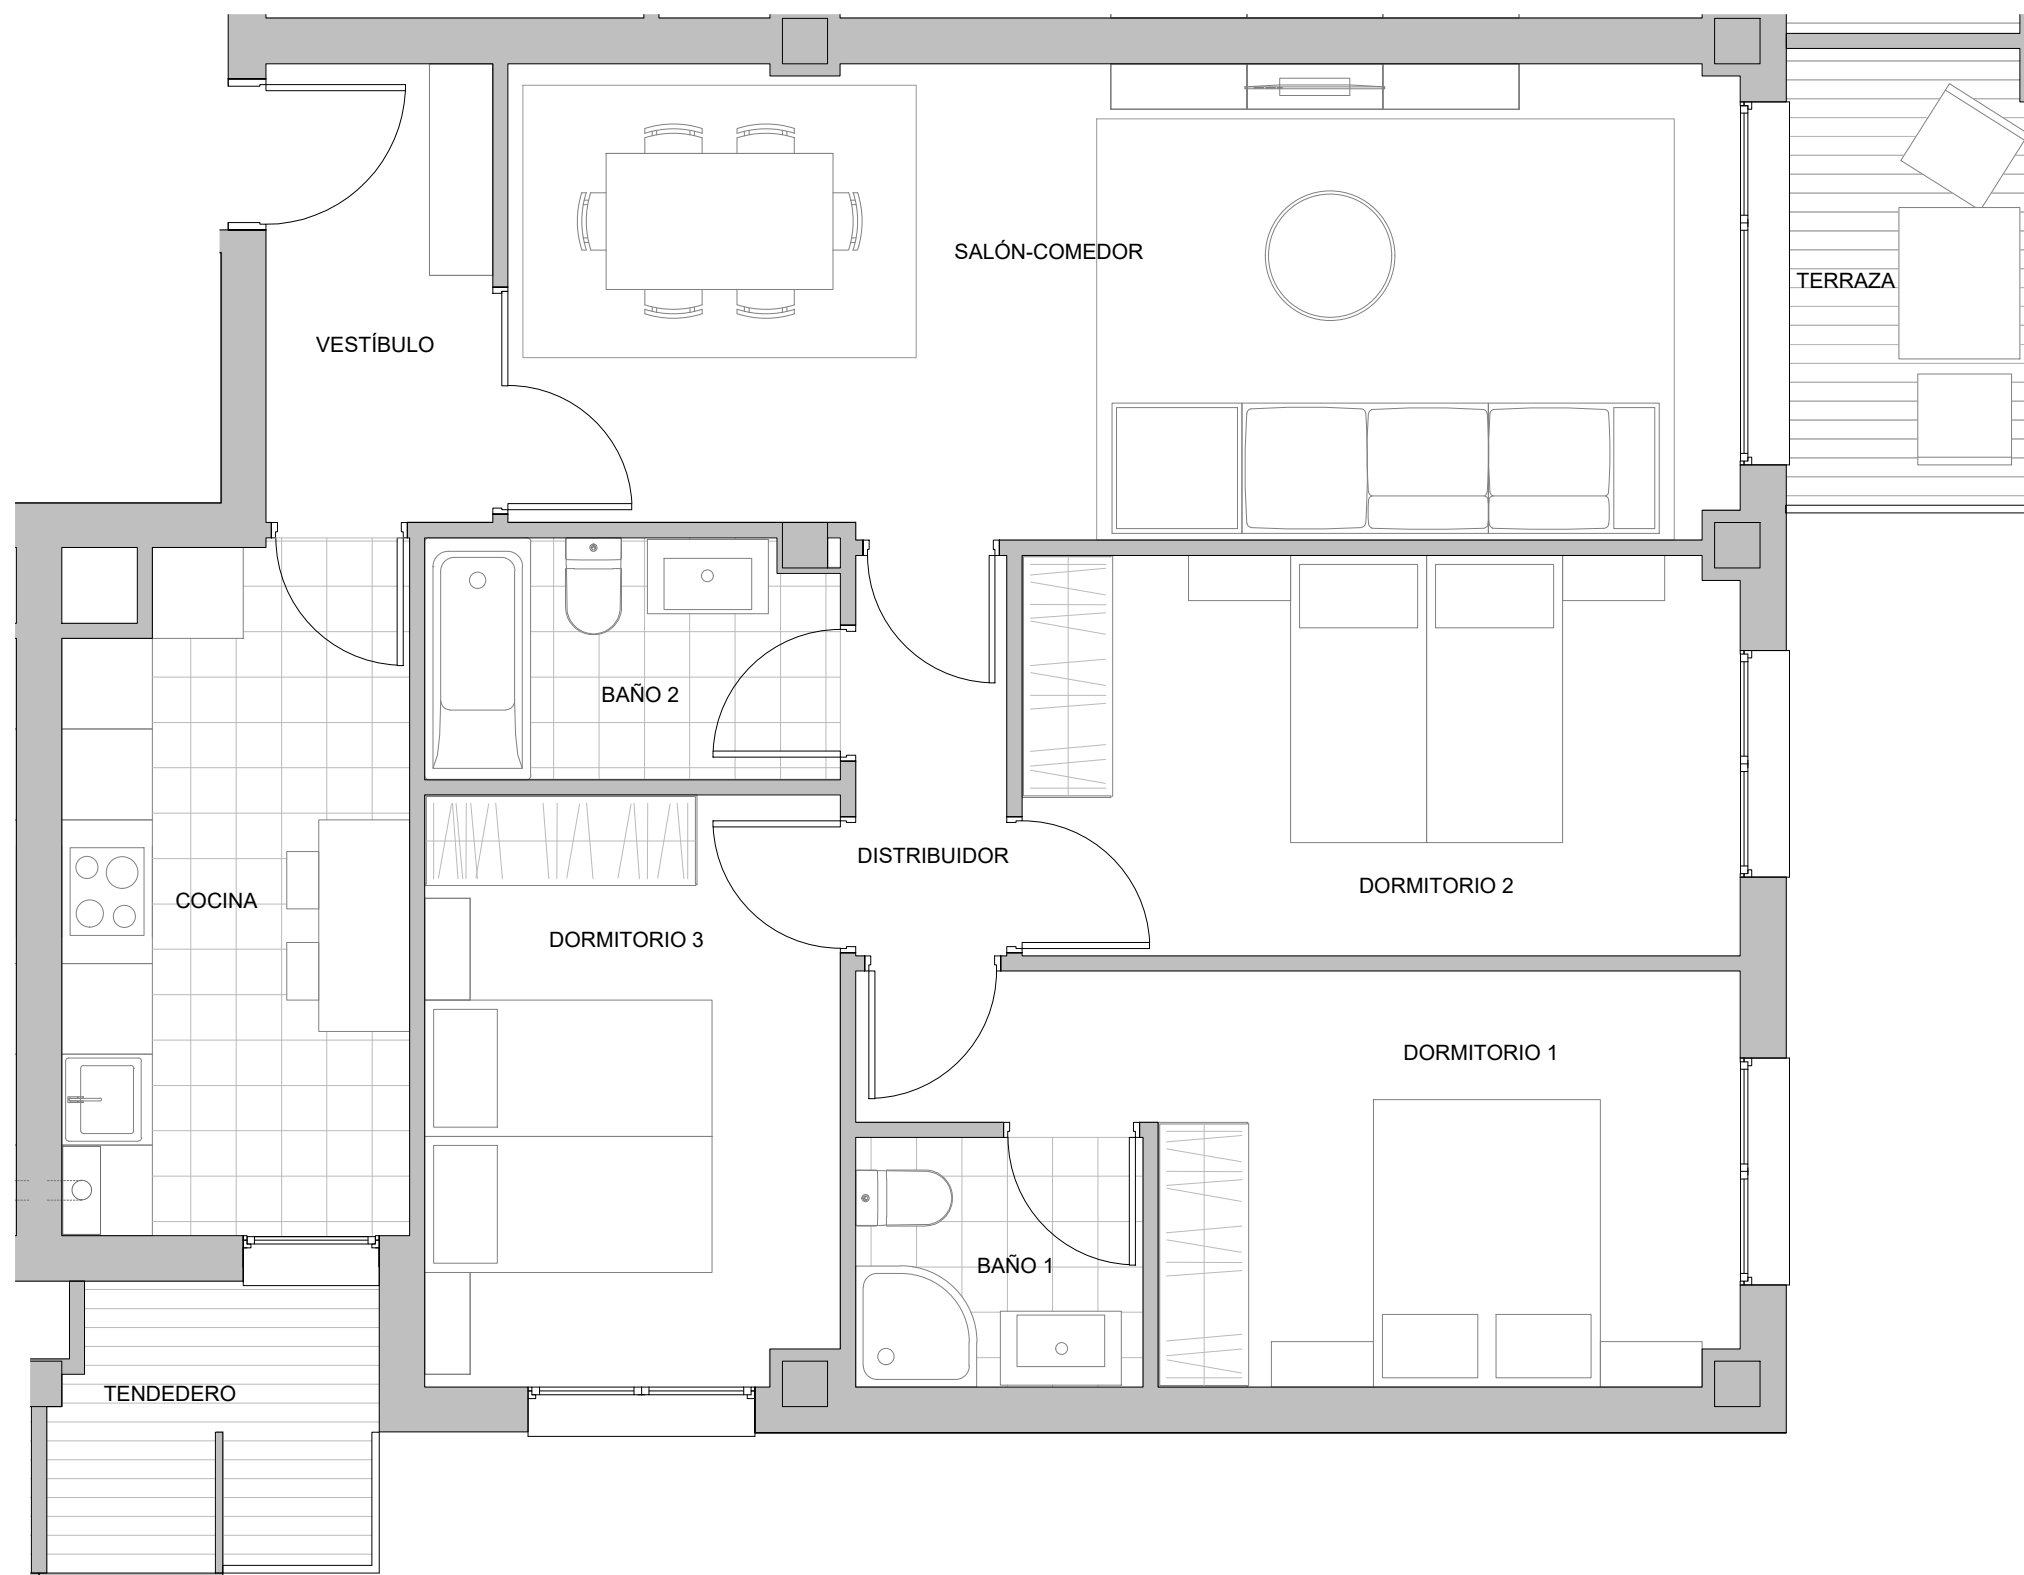 SALÓN-COMEDOR
TERRAZA
VESTÍBULO
BAÑO 2
DISTRIBUIDOR
DORMITORIO 2
COCINA
DORMITORIO 3
DORMITORIO 1
BAÑO 1
TENDEDERO